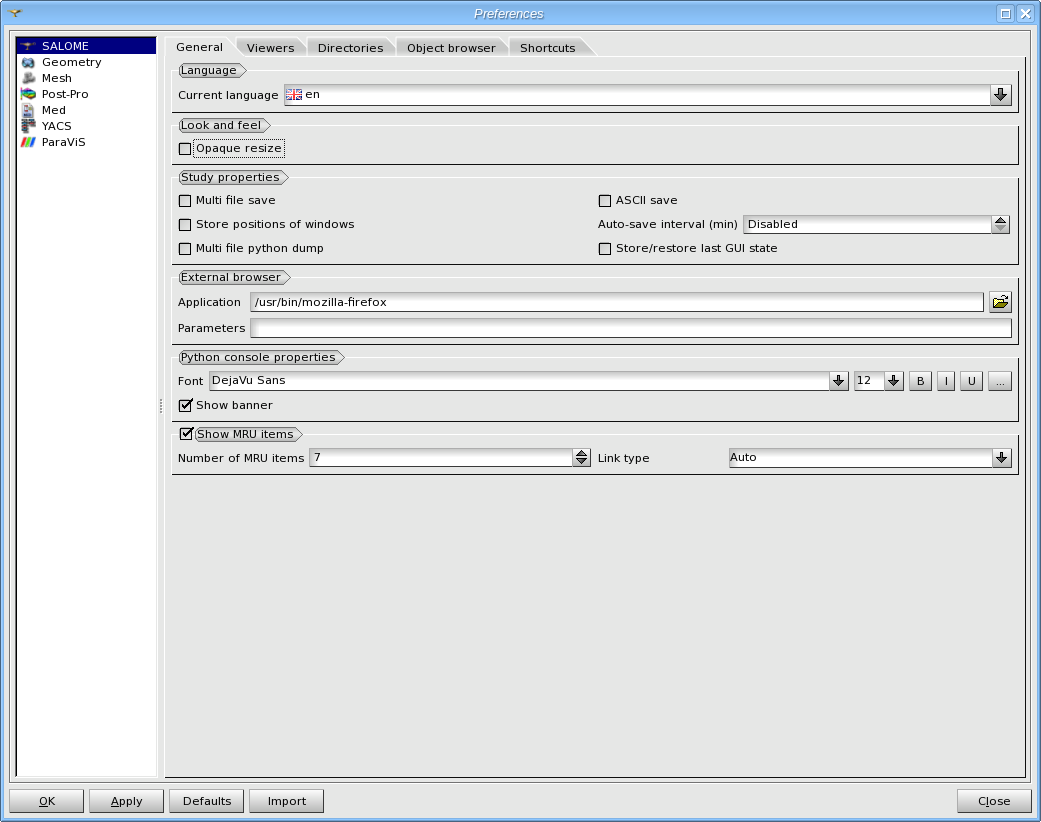 Preferences
SALOME
Geometry
Mesh
Post-Pro
Med
YACS
ParaViS
General Viewers Directories Object browser Shortcuts
Language
Current language en
Look and feel
Opaque resize
Study properties
Multi file save ASCII save
Store positions of windows Auto-save interval (min) Disabled
Multi file python dump Store/restore last GUI state
External browser
Application /usr/bin/mozilla-firefox
Parameters
Python console properties
Font DejaVu Sans 12 B I U ...
Show banner
Show MRU items
Number of MRU items 7 Link type Auto
OK Apply Defaults Import Close